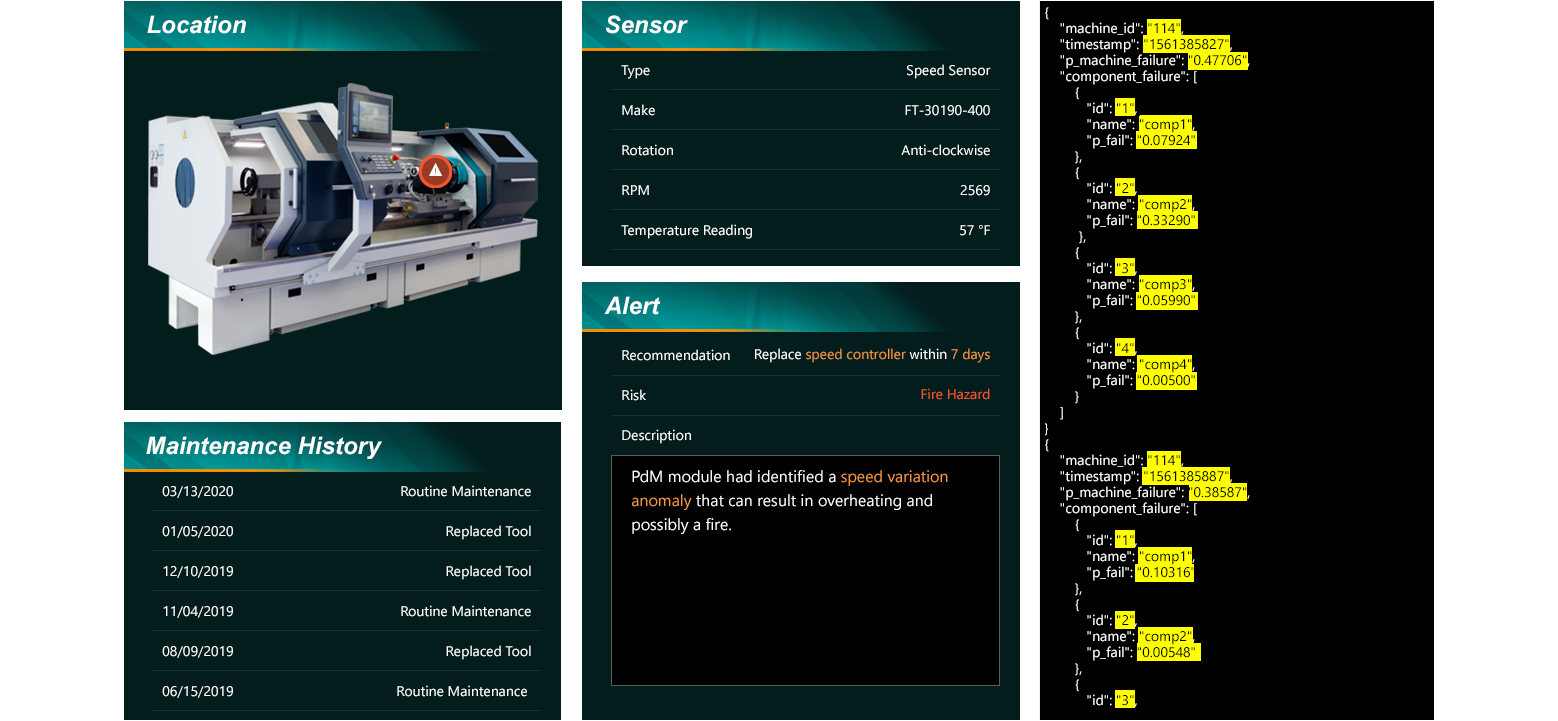 Location
Maintenance History
03/13/2020 Routine Maintenance
01/05/2020 Replaced Tool
12/10/2019 Replaced Tool
11/04/2019 Routine Maintenance
08/09/2019 Replaced Tool
06/15/2019 Routine Maintenance
Sensor
Type Speed Sensor
Make FT-30190-400
Rotation Anti-clockwise
RPM 2569
Temperature Reading 57 °F
Alert
Recommendation Replace speed controller within 7 days
Risk Fire Hazard
Description
PdM module had identified a speed variation
anomaly that can result in overheating and
possibly a fire.
{
"machine_id": "114",
"timestamp": "1561385827",
"p_machine_failure": "0.47706",
"component_failure": [
{
"id": "1",
"name": "comp1",
"p_fail": "0.07924"
},
{
"id": "2",
"name": "comp2",
"p_fail": "0.33290"
},
{
"id": "3",
"name": "comp3",
"p_fail": "0.05990"
},
{
"id": "4",
"name": "comp4",
"p_fail": "0.00500"
}
]
}
{
"machine_id": "114",
"timestamp": "1561385887",
"p_machine_failure": "0.38587",
"component_failure": [
{
"id": "1",
"name": "comp1",
"p_fail": "0.10316"
},
{
"id": "2",
"name": "comp2",
"p_fail": "0.00548"
},
{
"id": "3",